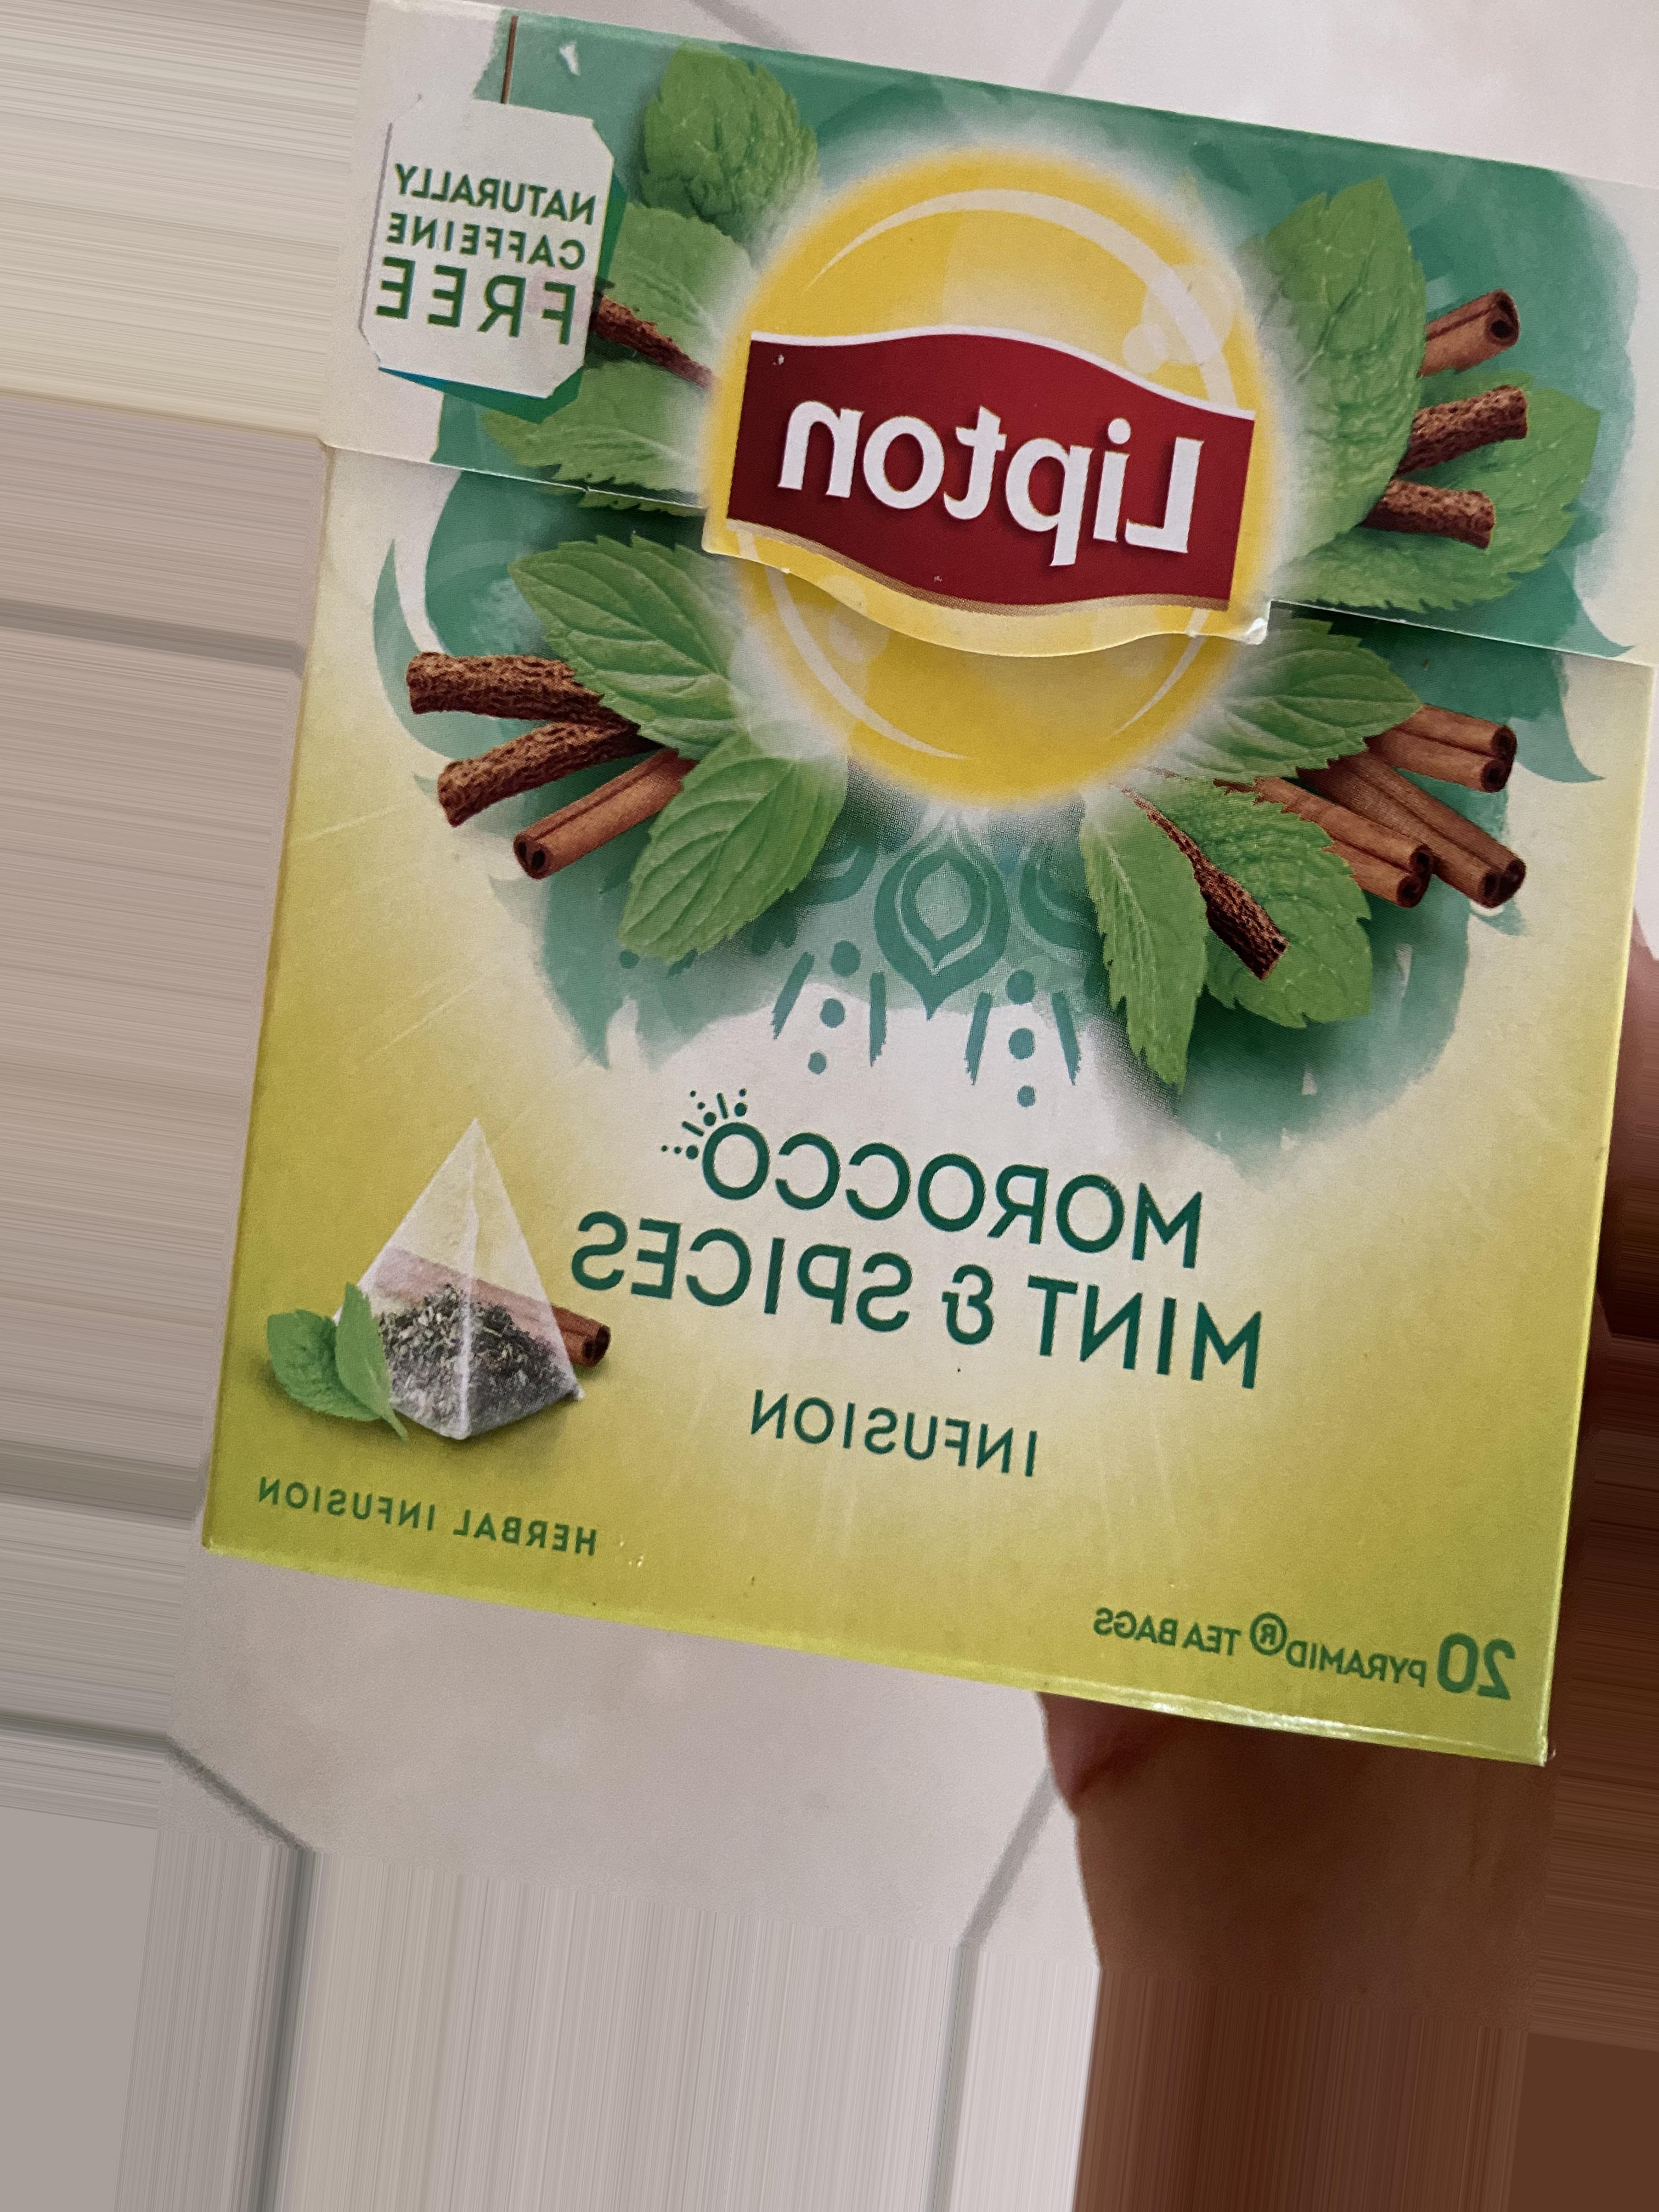 NATURALLY
CAFFEINE
FREE
Lipton
MOROCCO
MINT & SPICES
INFUSION
HERBAL INFUSION
20 PYRAMID® TEA BAGS